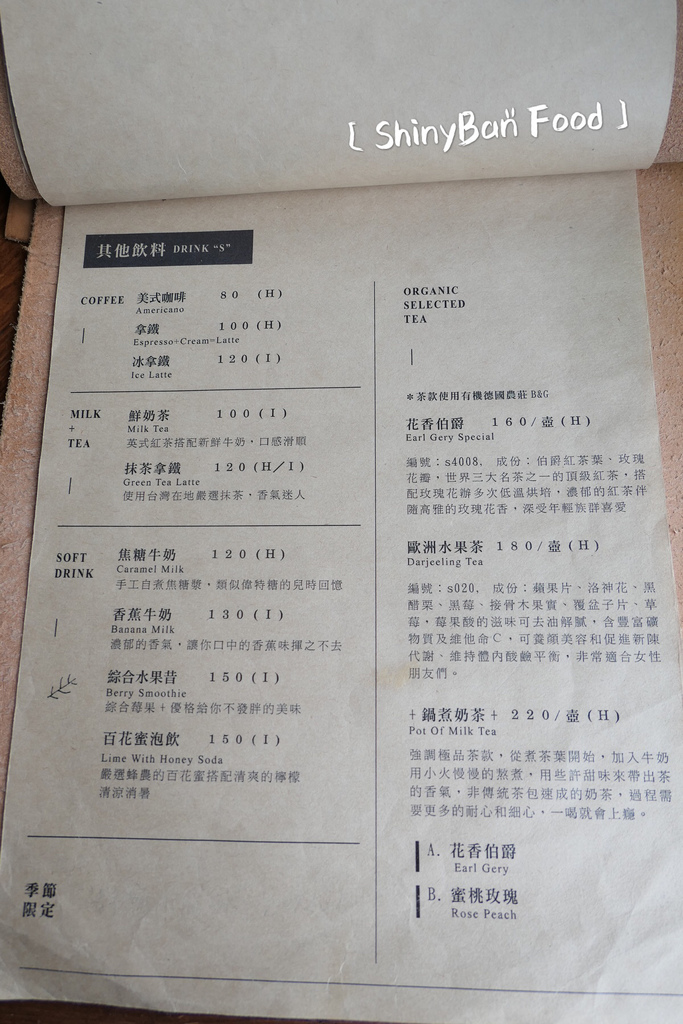 [ ShinyBan Food ]
其他飲料 DRINK “S”
COFFEE
美式咖啡 80 (H)
Americano
拿鐵 100 (H)
Espresso+Cream=Latte
冰拿鐵 120 (I)
Ice Latte
MILK
+
TEA
鮮奶茶 100 (I)
Milk Tea
英式紅茶搭配新鮮牛奶，口感滑順
抹茶拿鐵 120 (H/I)
Green Tea Latte
使用台灣在地嚴選抹茶，香氣迷人
SOFT
DRINK
焦糖牛奶 120 (H)
Caramel Milk
手工自煮焦糖漿，類似偉特糖的兒時回憶
香蕉牛奶 130 (I)
Banana Milk
濃郁的香氣，讓你口中的香蕉味揮之不去
綜合水果昔 150 (I)
Berry Smoothie
綜合莓果+優格給你不發胖的美味
百花蜜泡飲 150 (I)
Lime With Honey Soda
嚴選蜂農的百花蜜搭配清爽的檸檬
清涼消暑
季節
限定
ORGANIC
SELECTED
TEA
*茶款使用有機德國農莊 B&G
花香伯爵 160/壺 (H)
Earl Gery Special
編號：s4008, 成份：伯爵紅茶葉、玫瑰
花瓣，世界三大名茶之一的頂級紅茶，搭
配玫瑰花辦多次低溫烘培，濃郁的紅茶伴
隨高雅的玫瑰花香，深受年輕族群喜愛
歐洲水果茶 180/壺 (H)
Darjeeling Tea
編號：s020, 成份：蘋果片、洛神花、黑
醋栗、黑莓、接骨木果實、覆盆子片、草
莓，莓果酸的滋味可去油解膩，含豐富礦
物質及維他命C，可養顏美容和促進新陳
代謝、維持體內酸鹼平衡，非常適合女性
朋友們。
+鍋煮奶茶+ 220/壺 (H)
Pot Of Milk Tea
強調極品茶款，從煮茶葉開始，加入牛奶
用小火慢慢的熬煮，用些許甜味來帶出茶
的香氣，非傳統茶包速成的奶茶，過程需
要更多的耐心和細心，一喝就會上癮。
A. 花香伯爵
Earl Gery
B. 蜜桃玫瑰
Rose Peach